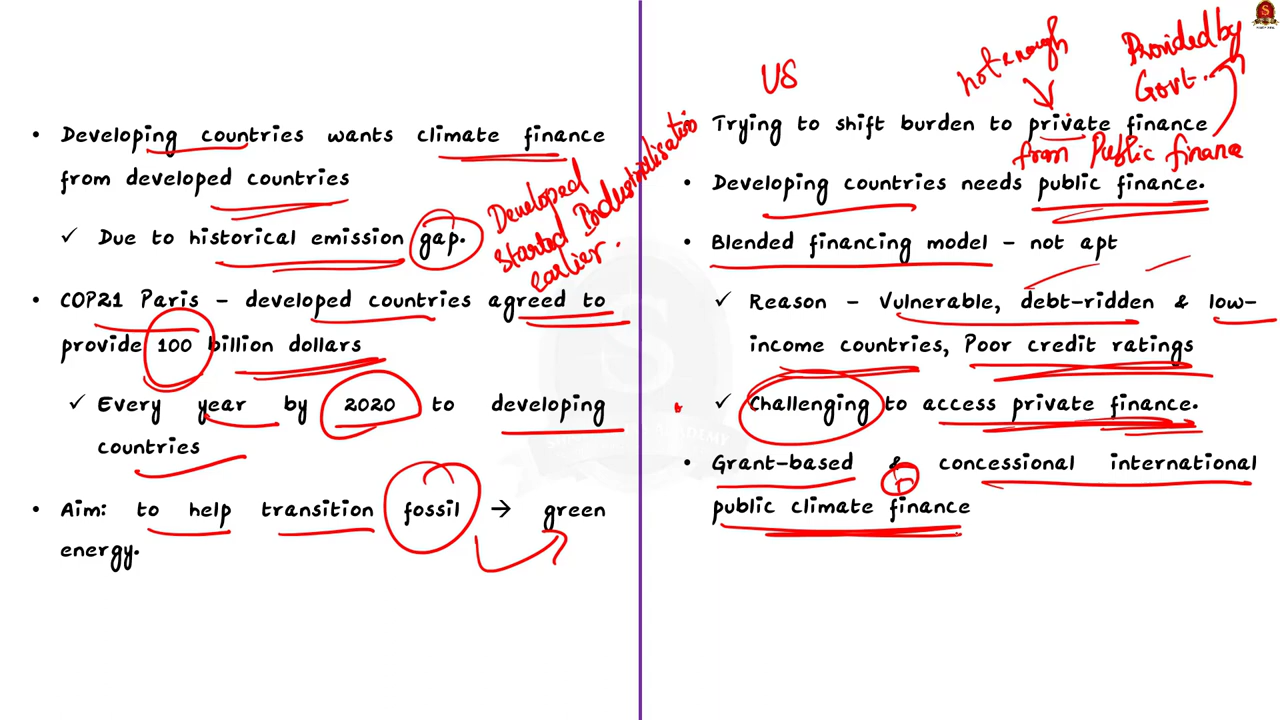 • Developing countries wants climate finance
from developed countries
✓ Due to historical emission gap.
Developed
Started Industrialisation
earlier.
• COP21 Paris – developed countries agreed to
provide 100 billion dollars
✓ Every year by 2020 to developing
countries
• Aim: to help transition fossil → green
energy.
US
not enough
Provided by
Govt..
Trying to shift burden to private finance
from Public finance
• Developing countries needs public finance.
• Blended financing model – not apt
✓ Reason – Vulnerable, debt-ridden & low-
income countries, Poor credit ratings
✓ Challenging to access private finance.
• Grant-based & concessional international
public climate finance